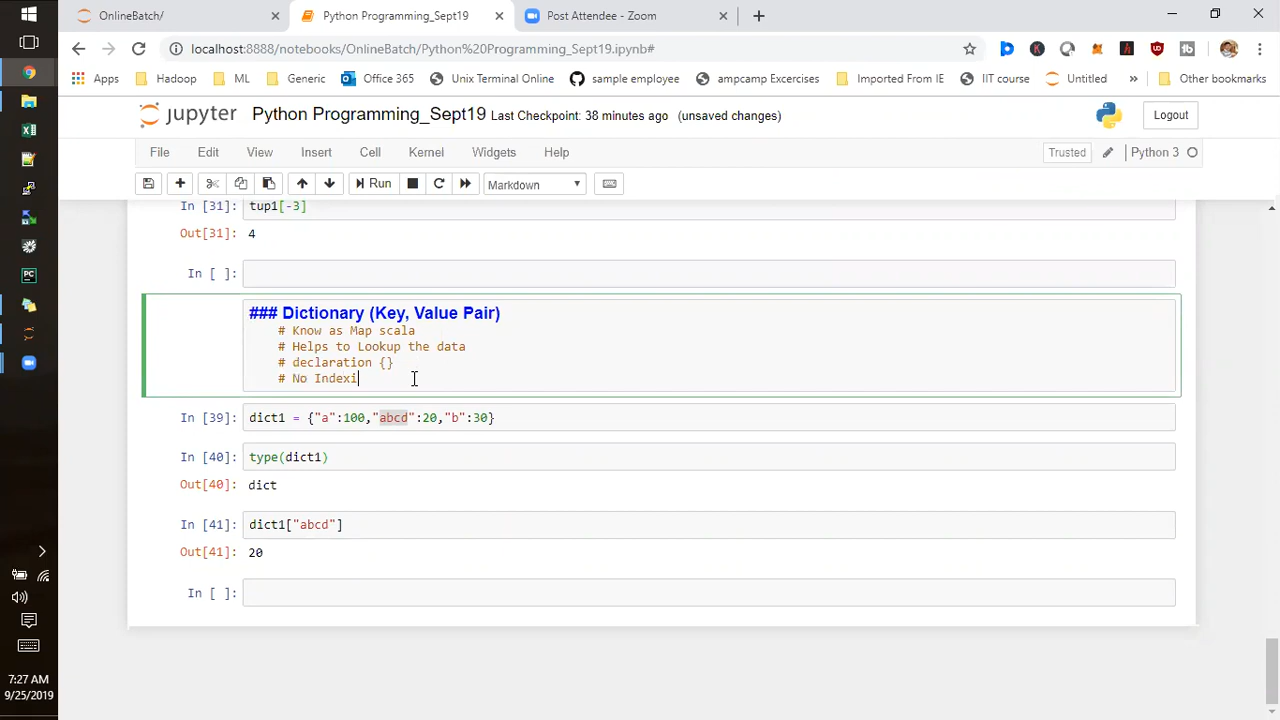 OnlineBatch/
Python Programming_Sept19
Post Attendee - Zoom
localhost:8888/notebooks/OnlineBatch/Python%20Programming_Sept19.ipynb#
Apps Hadoop ML Generic Office 365 Unix Terminal Online sample employee ampcamp Excercises Imported From IE IIT course Untitled » Other bookmarks
jupyter Python Programming_Sept19 Last Checkpoint: 38 minutes ago (unsaved changes) Logout
File Edit View Insert Cell Kernel Widgets Help Trusted Python 3
Run Markdown
In [31]: tup1[-3]
Out[31]: 4
In [ ]:
### Dictionary (Key, Value Pair)
# Know as Map scala
# Helps to Lookup the data
# declaration {}
# No Indexi
In [39]: dict1 = {"a":100,"abcd":20,"b":30}
In [40]: type(dict1)
Out[40]: dict
In [41]: dict1["abcd"]
Out[41]: 20
In [ ]:
7:27 AM
9/25/2019